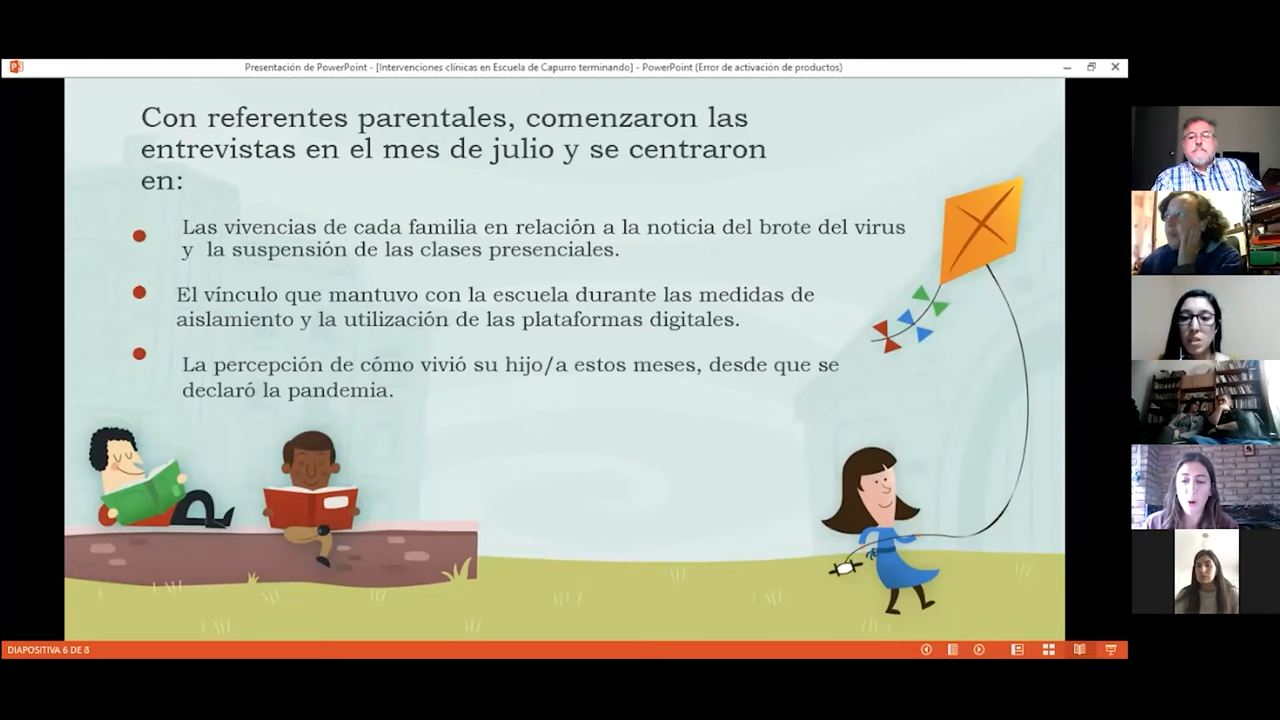 Presentación de PowerPoint - [Intervenciones clínicas en Escuela de Capurro terminando] - PowerPoint (Error de activación de productos)
Con referentes parentales, comenzaron las
entrevistas en el mes de julio y se centraron
en:
Las vivencias de cada familia en relación a la noticia del brote del virus
y la suspensión de las clases presenciales.
El vínculo que mantuvo con la escuela durante las medidas de
aislamiento y la utilización de las plataformas digitales.
La percepción de cómo vivió su hijo/a estos meses, desde que se
declaró la pandemia.
DIAPOSITIVA 6 DE 8